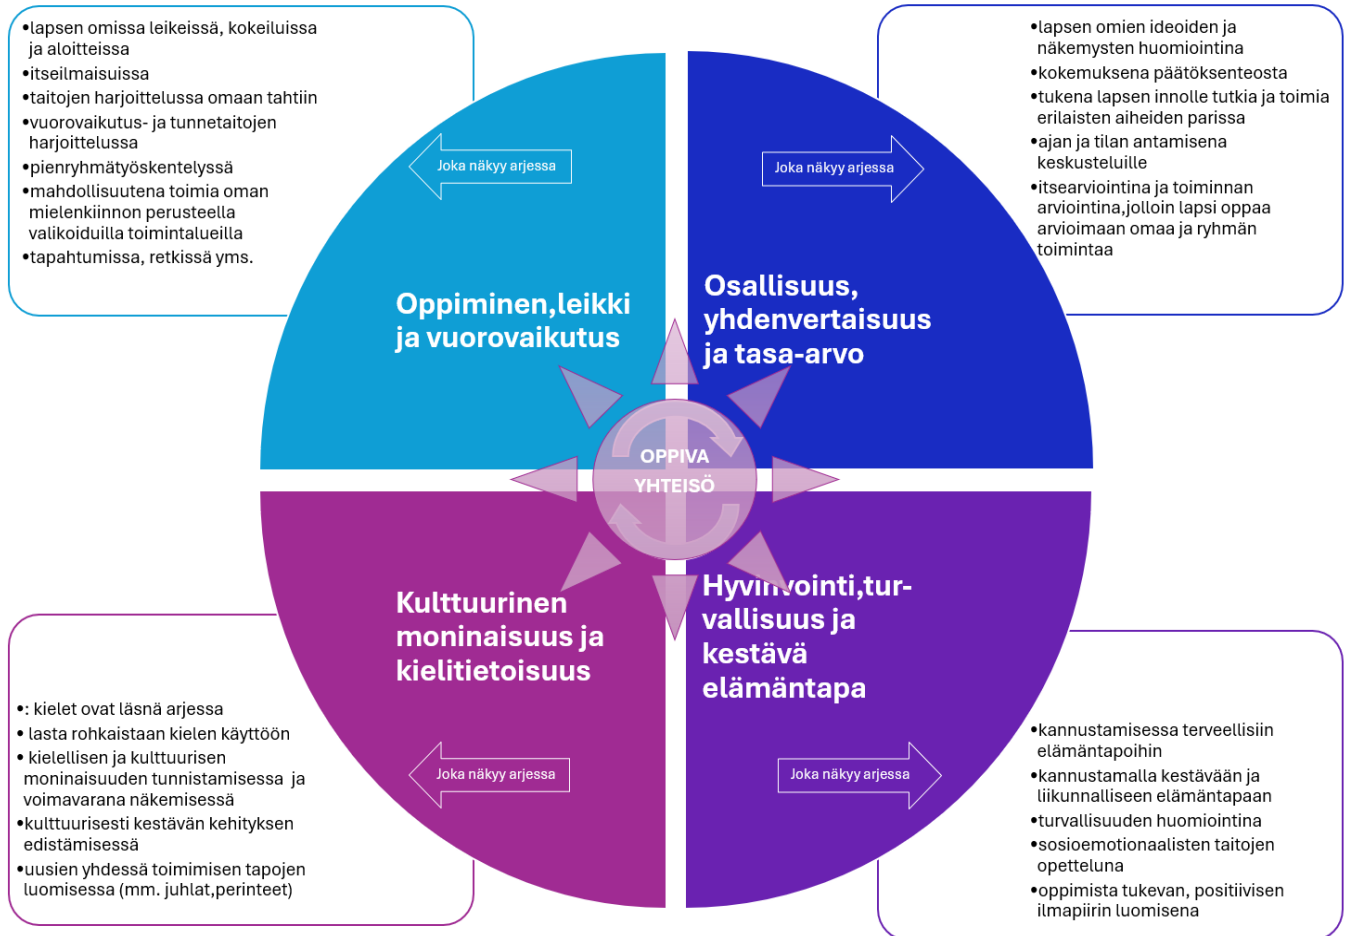 •lapsen omissa leikeissä, kokeiluissa
ja aloitteissa
•itseilmaisuissa
•taitojen harjoittelussa omaan tahtiin
•vuorovaikutus- ja tunnetaitojen
harjoittelussa
•pienryhmätyöskentelyssä
•mahdollisuutena toimia oman
mielenkiinnon perusteella
valikoiduilla toimintalueilla
•tapahtumissa, retkissä yms.
Joka näkyy arjessa
Oppiminen,leikki
ja vuorovaikutus
•lapsen omien ideoiden ja
näkemysten huomiointina
•kokemuksena päätöksenteosta
•tukena lapsen innolle tutkia ja toimia
erilaisten aiheiden parissa
•ajan ja tilan antamisena
keskusteluille
•itsearviointina ja toiminnan
arviointina,jolloin lapsi oppaa
arvioimaan omaa ja ryhmän
toimintaa
Joka näkyy arjessa
Osallisuus,
yhdenvertaisuus
ja tasa-arvo
OPPIVA
YHTEISÖ
Kulttuurinen
moninaisuus ja
kielitietoisuus
Joka näkyy arjessa
•: kielet ovat läsnä arjessa
• lasta rohkaistaan kielen käyttöön
• kielellisen ja kulttuurisen
moninaisuuden tunnistamisessa ja
voimavarana näkemisessä
•kulttuurisesti kestävän kehityksen
edistämisessä
•uusien yhdessä toimimisen tapojen
luomisessa (mm. juhlat,perinteet)
Hyvinvointi,tur-
vallisuus ja
kestävä
elämäntapa
Joka näkyy arjessa
•kannustamisessa terveellisiin
elämäntapoihin
•kannustamalla kestävään ja
liikunnalliseen elämäntapaan
•turvallisuuden huomiointina
•sosioemotionaalisten taitojen
opetteluna
•oppimista tukevan, positiivisen
ilmapiirin luomisena